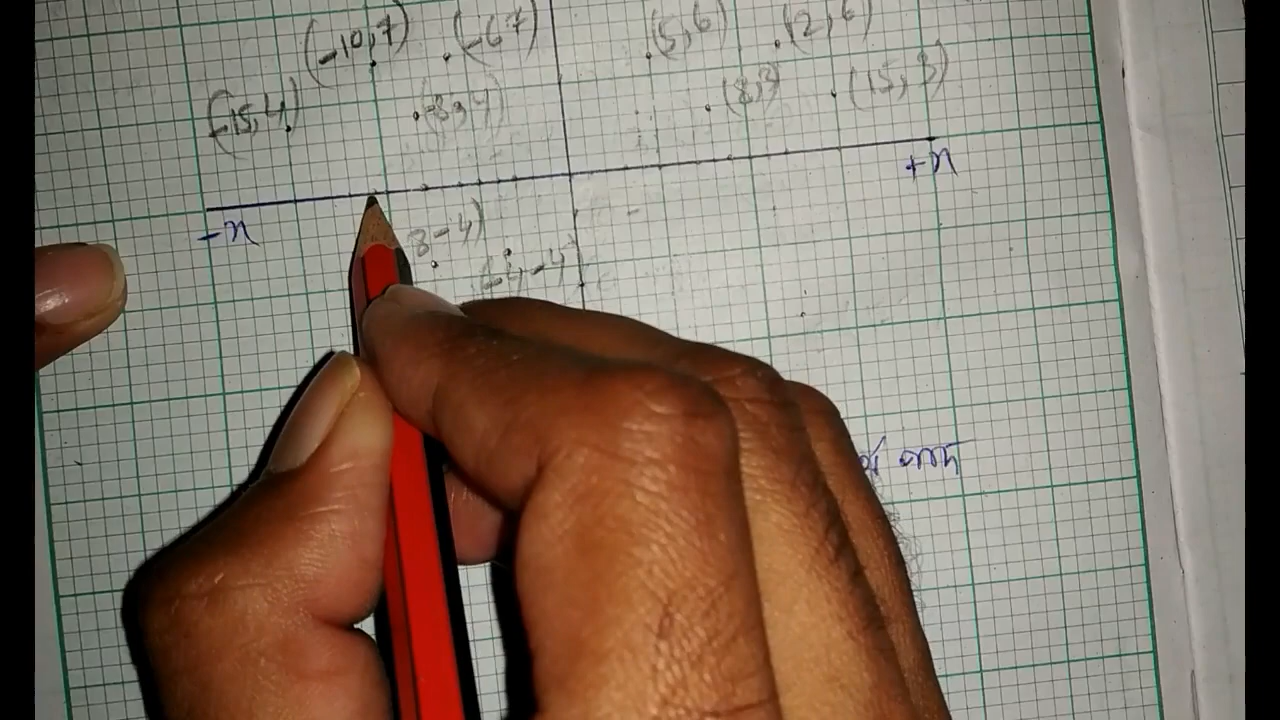 (-10,7) (-6 7) (5,6) (2,6)
(-15,4) (-8,4) (8,3) (15,3)
+x
-x
8-4) (-4,-4)